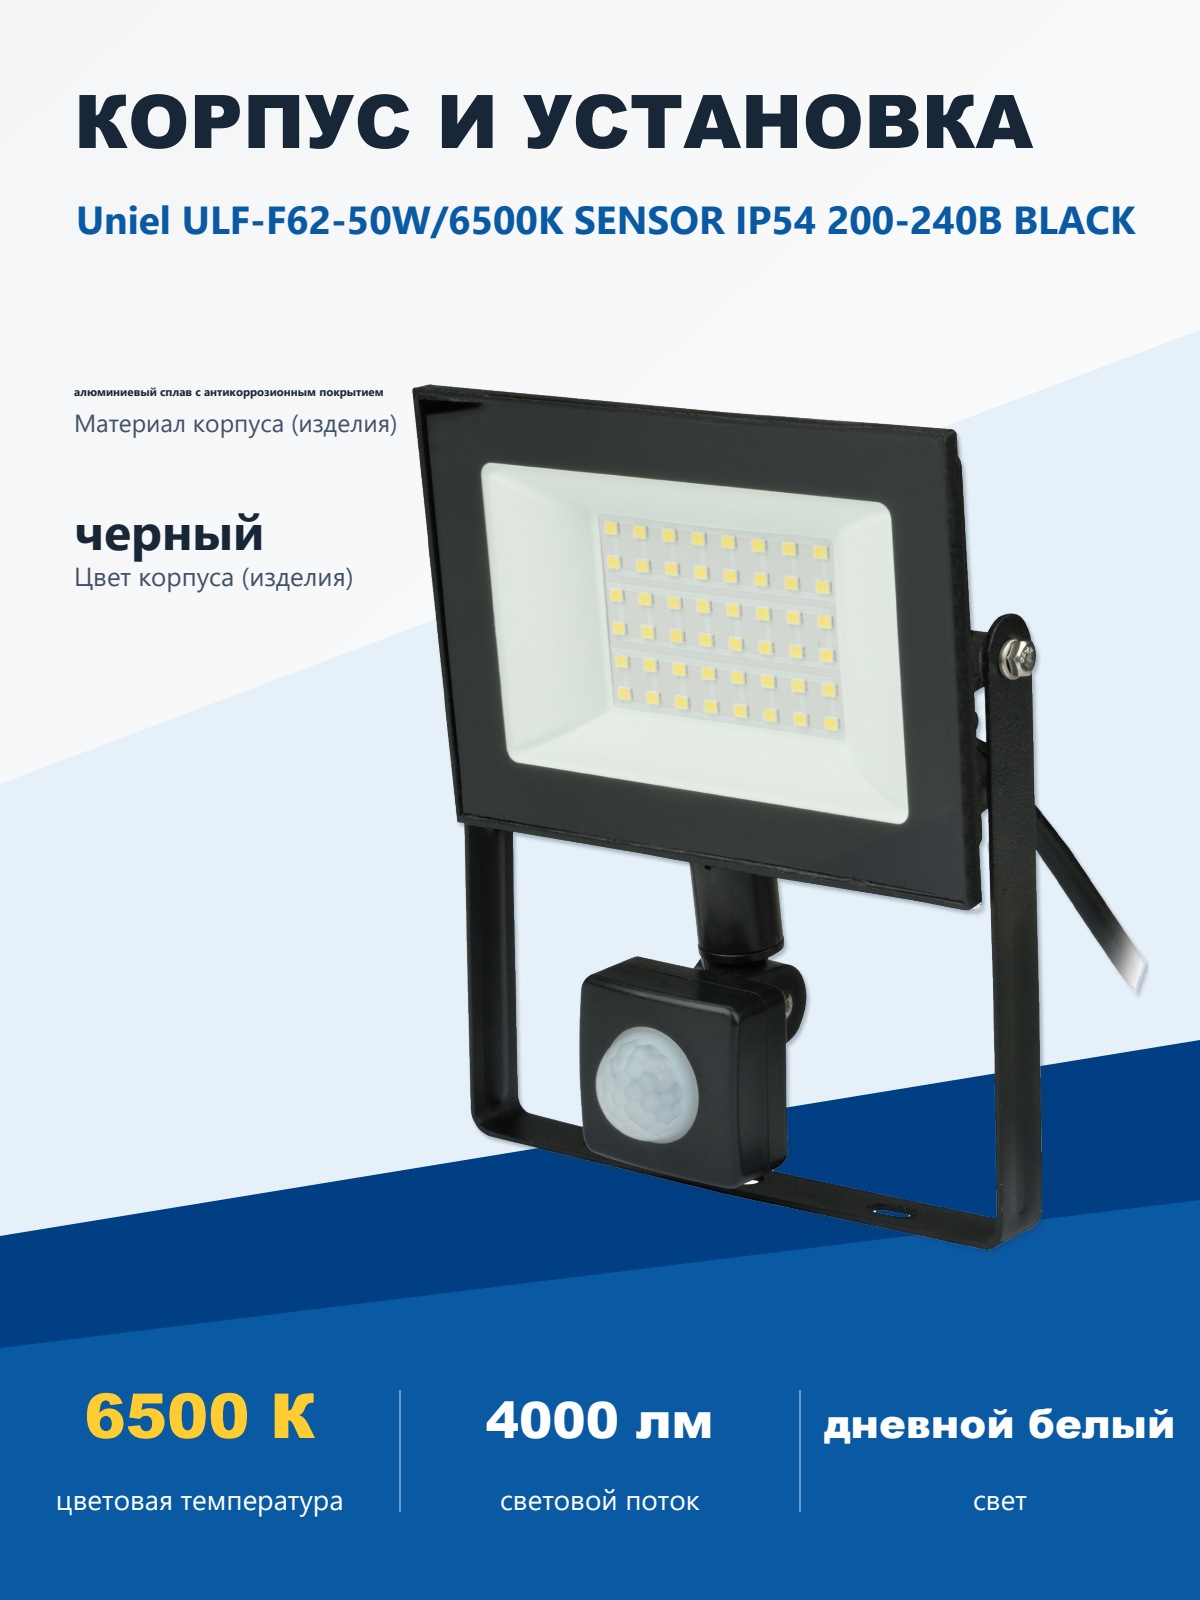 КОРПУС И УСТАНОВКА
Uniel ULF-F62-50W/6500K SENSOR IP54 200-240В BLACK
алюминиевый сплав с антикоррозионным покрытием
Материал корпуса (изделия)
черный
Цвет корпуса (изделия)
6500 К
цветовая температура
4000 лм
световой поток
дневной белый
свет